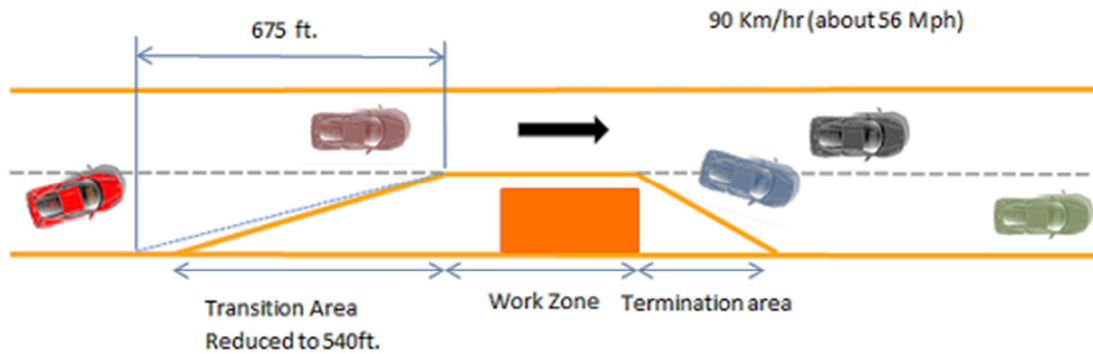 90 Km/hr (about 56 Mph)
675 ft.
Transition Area
Reduced to 540ft.
Work Zone
Termination area